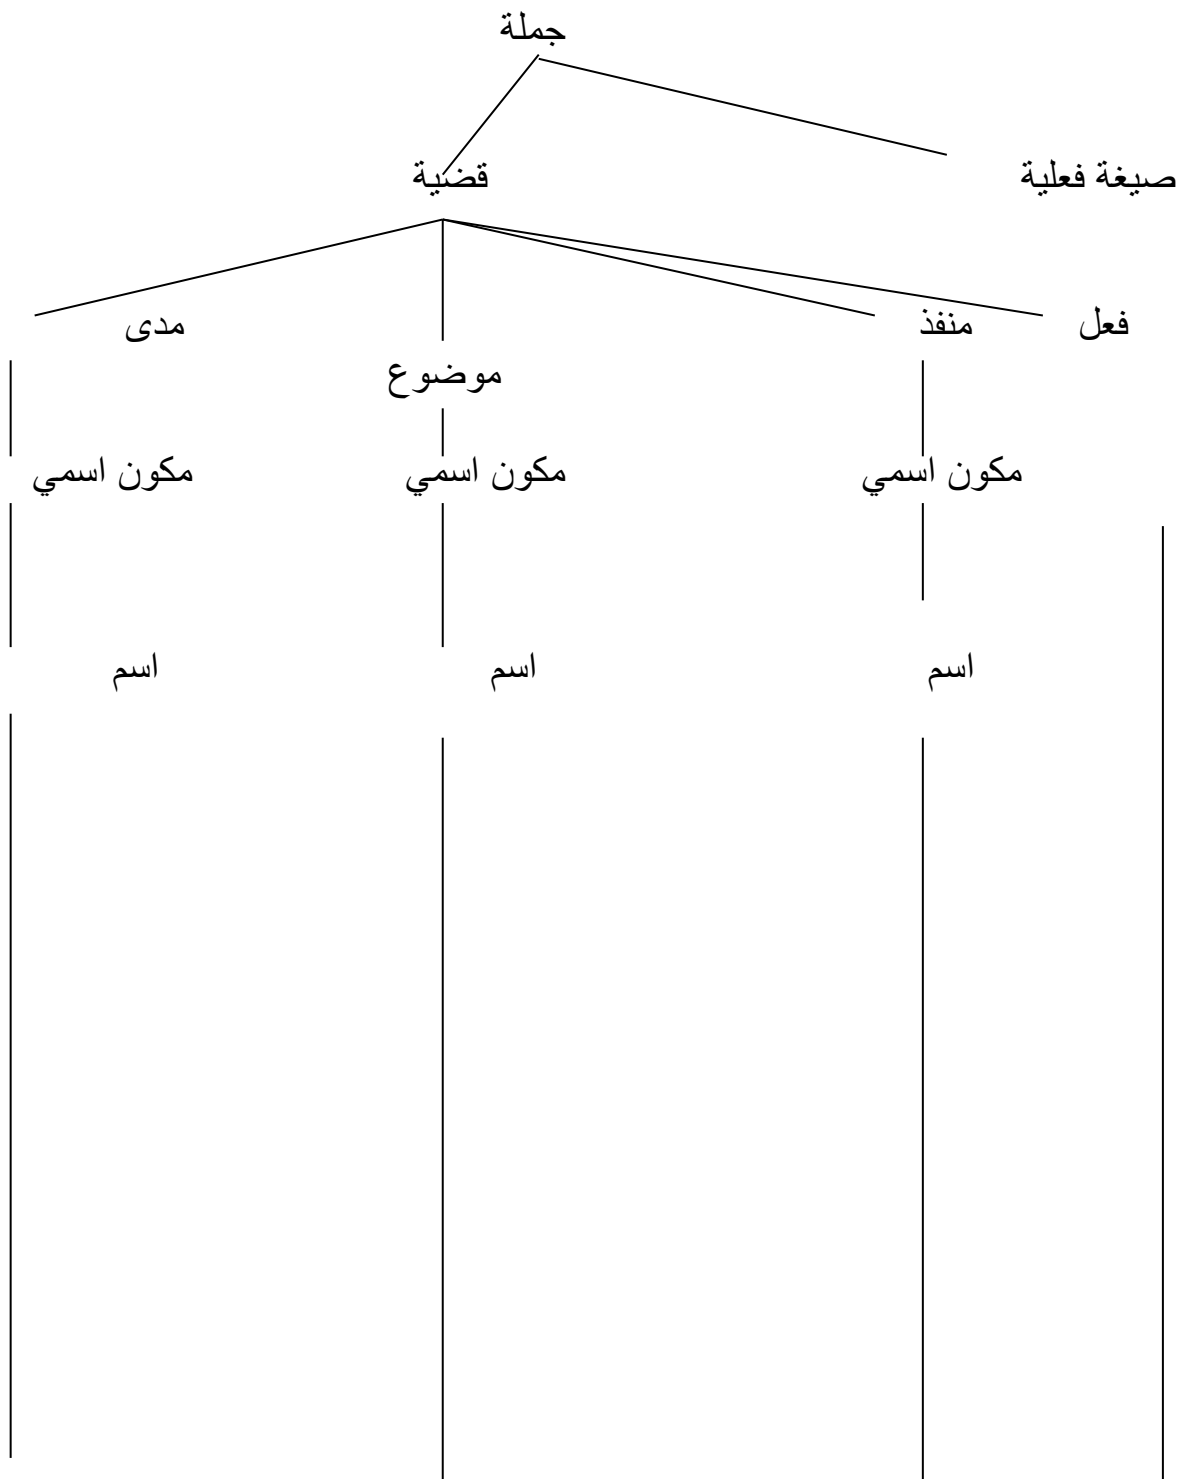 جملة
صيغة فعلية قضية
فعل منفذ مدى
موضوع
مكون اسمي مكون اسمي مكون اسمي
اسم اسم اسم